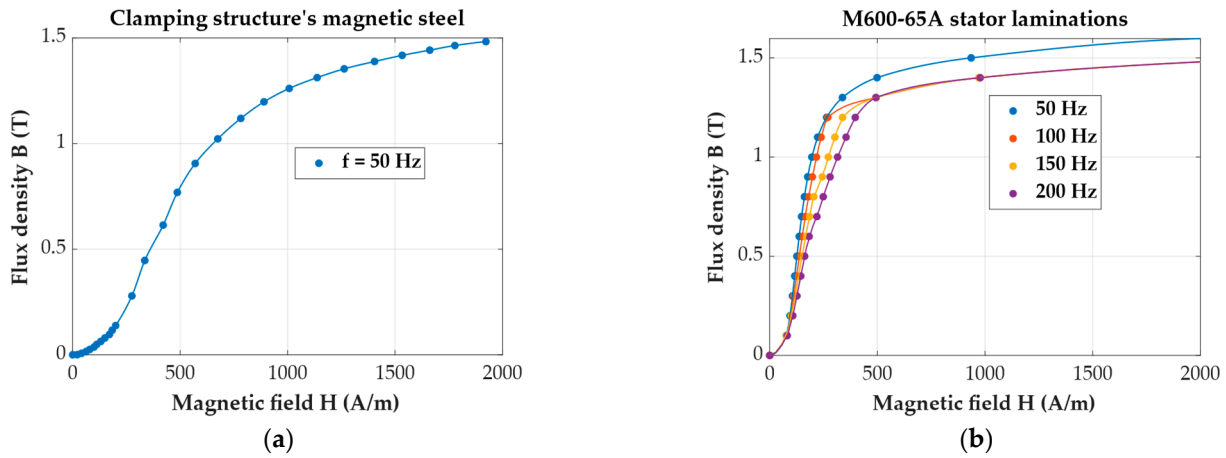 Clamping structure's magnetic steel
1.5
1
0.5
0
Flux density B (T)
f = 50 Hz
0 500 1000 1500 2000
Magnetic field H (A/m)
(a)
M600-65A stator laminations
1.5
1
0.5
0
Flux density B (T)
50 Hz
100 Hz
150 Hz
200 Hz
0 500 1000 1500 2000
Magnetic field H (A/m)
(b)